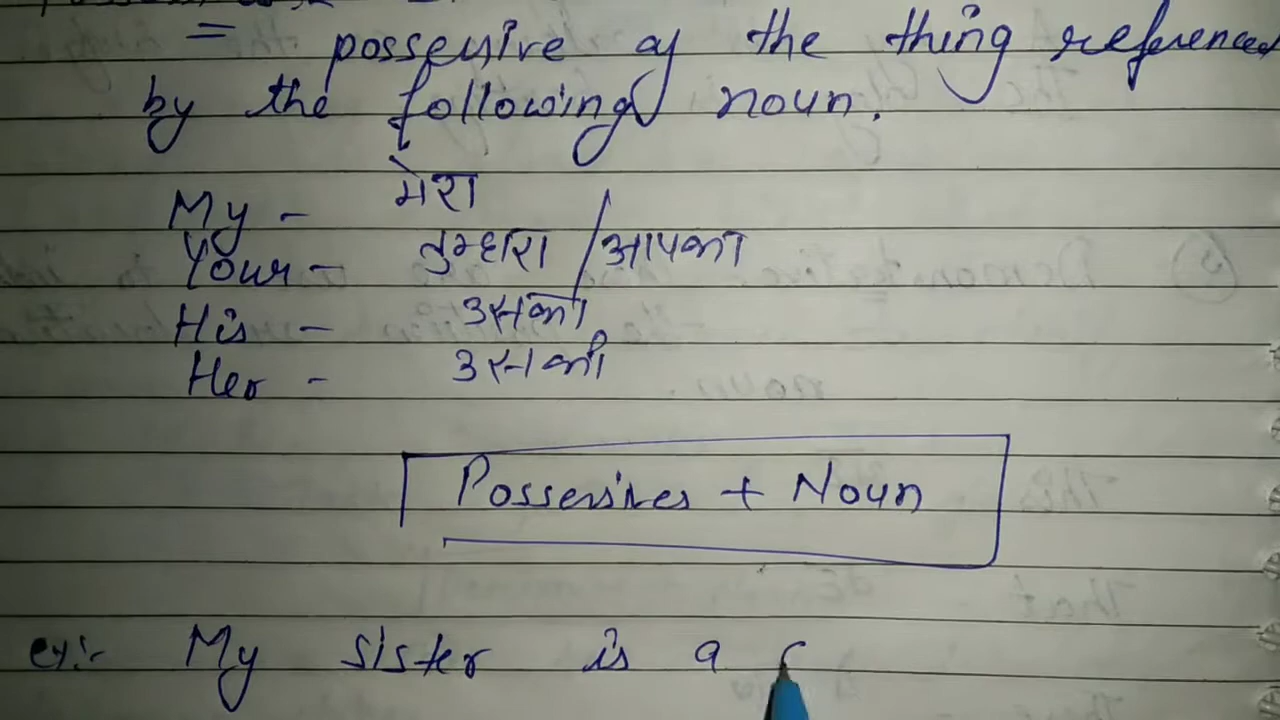 = possessive of the thing referenced
by the following noun.
My - मेरा
Your - तुम्हारा / आपका
His - उसका
Her - उसकी
Possessives + Noun
ex:- My sister is a